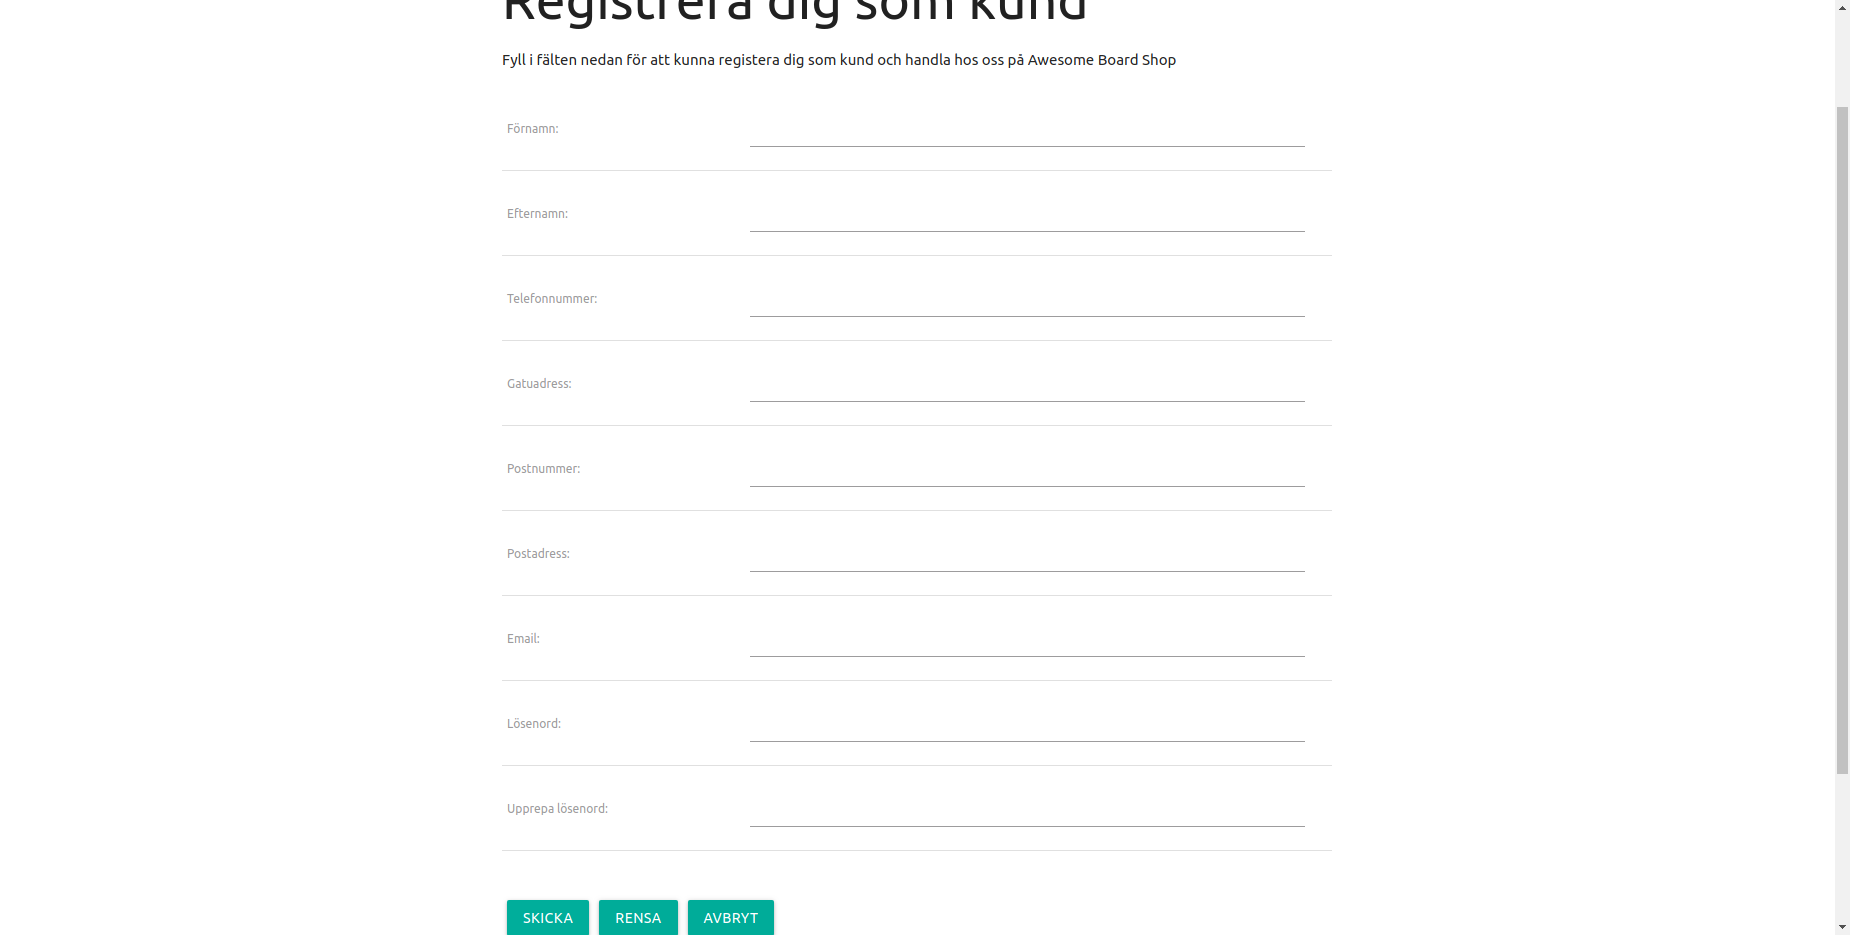 Registrera dig som kund
Fyll i fälten nedan för att kunna registera dig som kund och handla hos oss på Awesome Board Shop
Förnamn:
Efternamn:
Telefonnummer:
Gatuadress:
Postnummer:
Postadress:
Email:
Lösenord:
Upprepa lösenord:
SKICKA RENSA AVBRYT